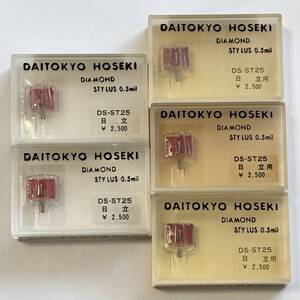 DAITOKYO HOSEKI
DIAMOND
STYLUS 0.5mil
DS-ST25
日立
¥ 2,500
DAITOKYO HOSEKI
DIAMOND
STYLUS 0.5mil
DS-ST25
日立
¥ 2,500
DAITOKYO HOSEKI
DIAMOND
STYLUS 0.5mil
DS-ST25
日立用
¥ 2,500
DAITOKYO HOSEKI
DIAMOND
STYLUS 0.5mil
DS-ST25
日立用
¥ 2,500
DAITOKYO HOSEKI
DIAMOND
STYLUS 0.5mil
DS-ST25
日立用
¥ 2,500